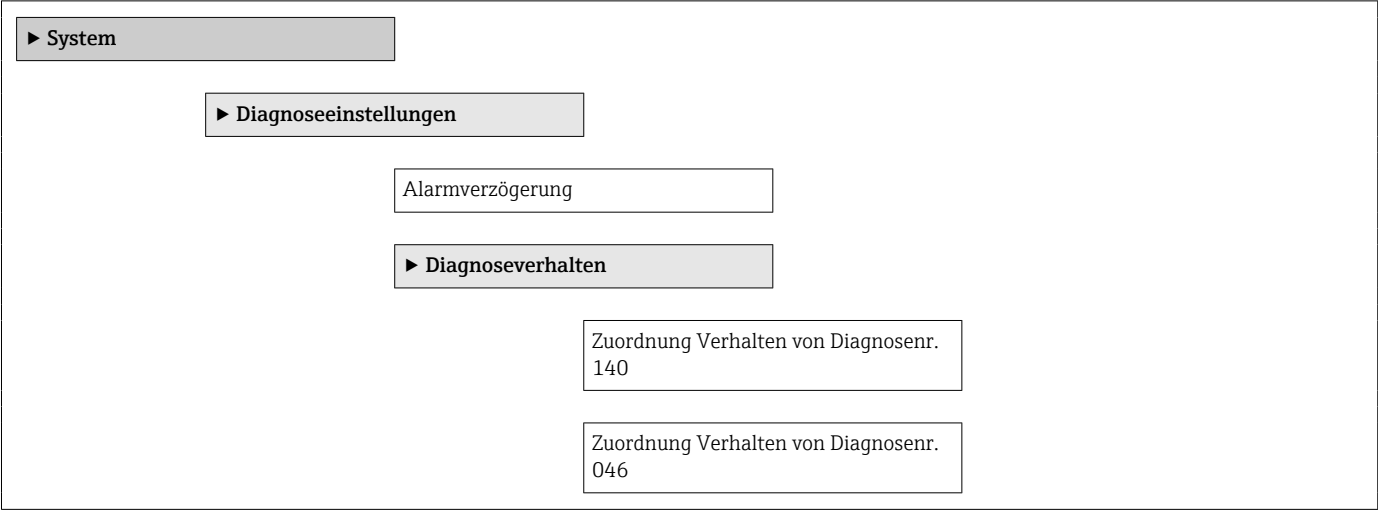 ▶ System
▶ Diagnoseeinstellungen
Alarmverzögerung
▶ Diagnoseverhalten
Zuordnung Verhalten von Diagnosenr.
140
Zuordnung Verhalten von Diagnosenr.
046